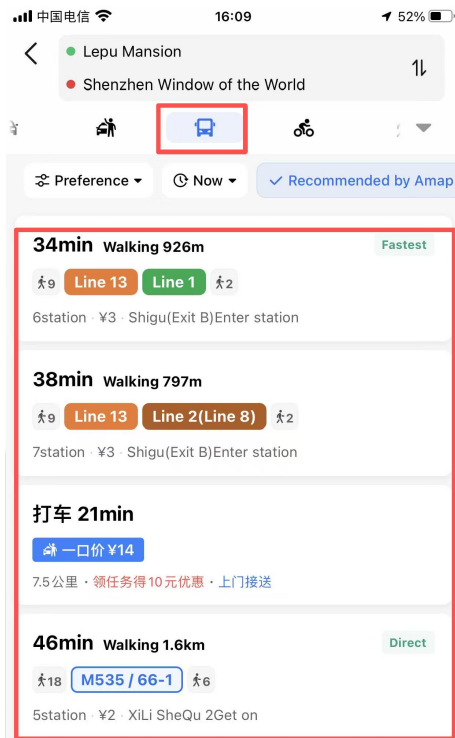 中国电信 16:09 52%
Lepu Mansion
Shenzhen Window of the World
Preference Now Recommended by Amap
34min Walking 926m Fastest
9 Line 13 Line 1 2
6station · ¥3 · Shigu(Exit B)Enter station
38min Walking 797m
9 Line 13 Line 2(Line 8) 2
7station · ¥3 · Shigu(Exit B)Enter station
打车 21min
一口价 ¥14
7.5公里 · 领任务得10元优惠 · 上门接送
46min Walking 1.6km Direct
18 M535 / 66-1 6
5station · ¥2 · XiLi SheQu 2Get on